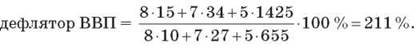 дефлятор ВВП = (8·15+7·34+5·1425)/(8·10+7·27+5·655) ·100 % = 211 %.